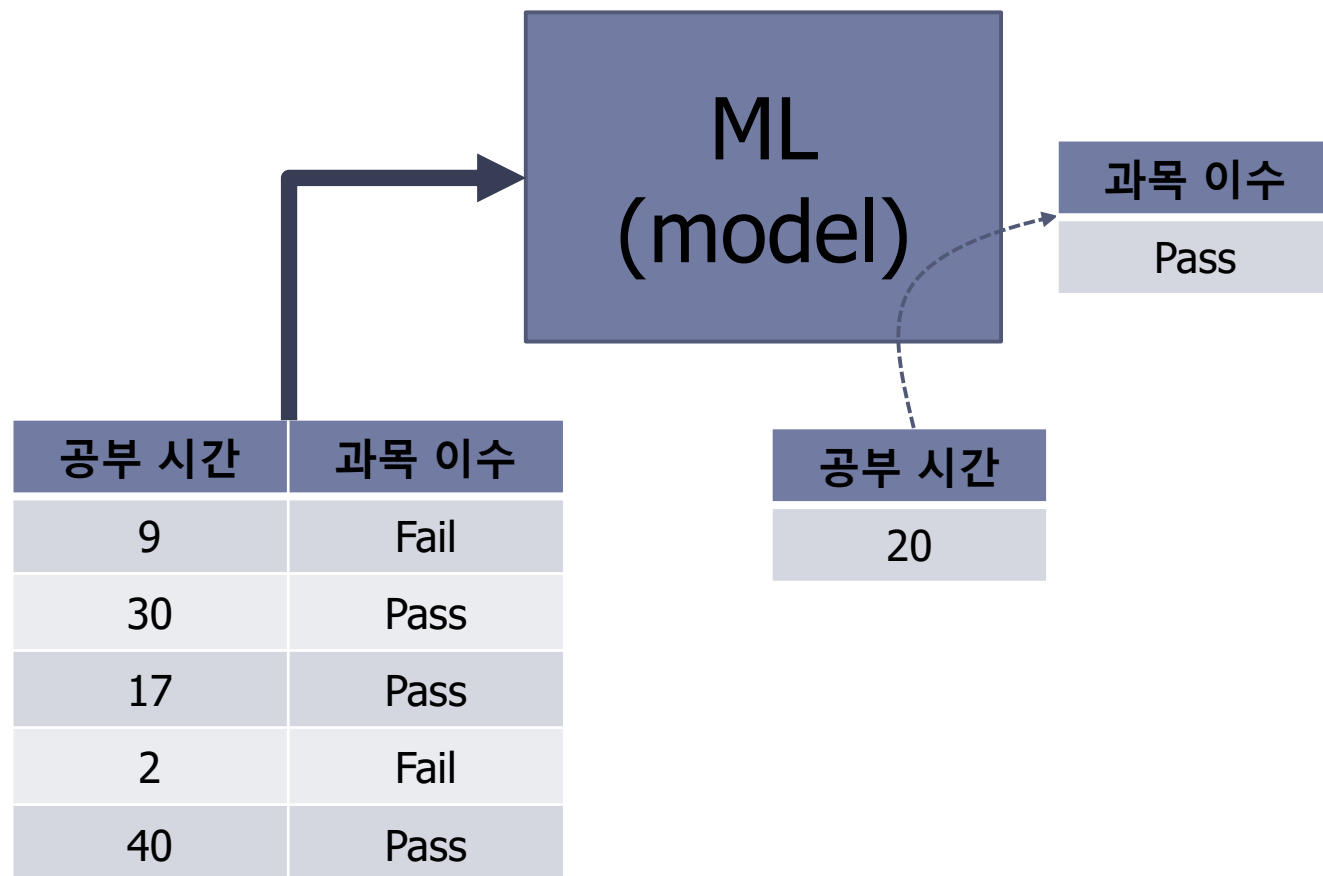 ML
(model)
과목 이수
Pass
공부 시간 과목 이수
9 Fail
30 Pass
17 Pass
2 Fail
40 Pass
공부 시간
20